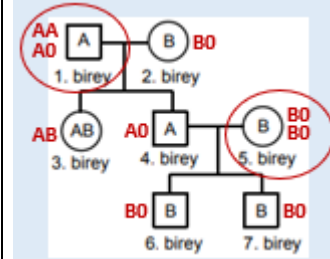 AA
A0 A B B0
1. birey 2. birey
AB AB A0 A B B0
B0
3. birey 4. birey 5. birey
B0 B B B0
6. birey 7. birey